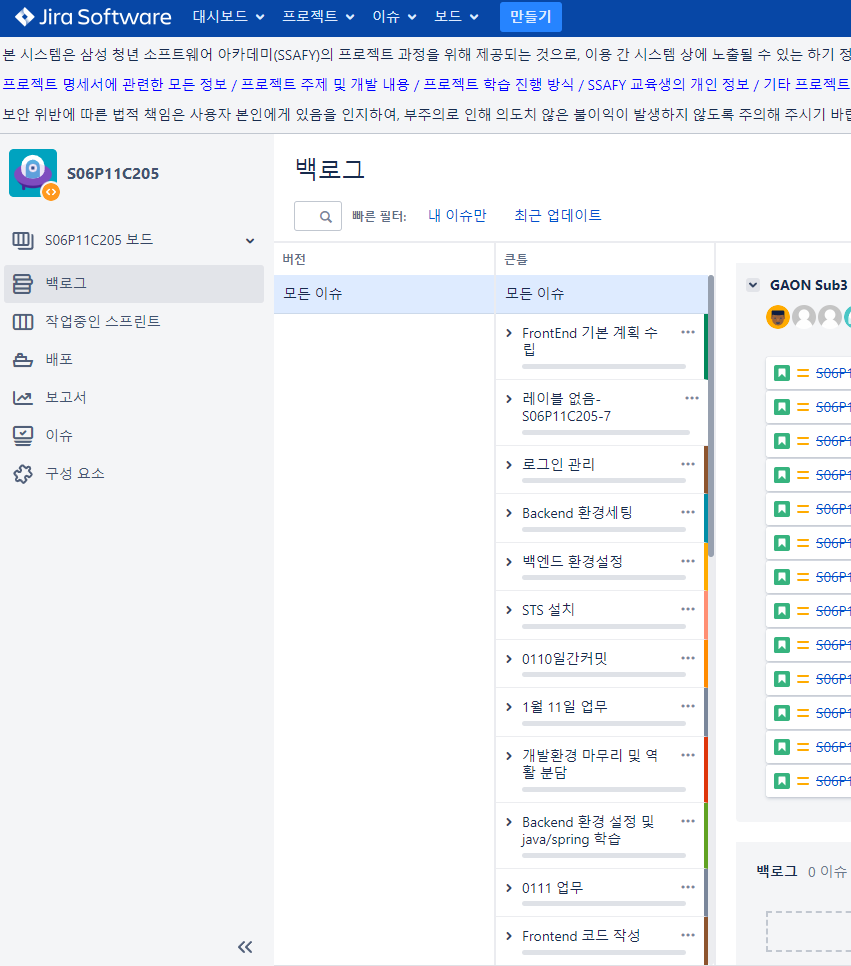 Jira Software 대시보드 프로젝트 이슈 보드 만들기
본 시스템은 삼성 청년 소프트웨어 아카데미(SSAFY)의 프로젝트 과정을 위해 제공되는 것으로, 이용 간 시스템 상에 노출될 수 있는 하기 정
프로젝트 명세서에 관련한 모든 정보 / 프로젝트 주제 및 개발 내용 / 프로젝트 학습 진행 방식 / SSAFY 교육생의 개인 정보 / 기타 프로젝트
보안 위반에 따른 법적 책임은 사용자 본인에게 있음을 인지하여, 부주의로 인해 의도치 않은 불이익이 발생하지 않도록 주의해 주시기 바랍
S06P11C205
S06P11C205 보드
백로그
작업중인 스프린트
배포
보고서
이슈
구성 요소
백로그
빠른 필터: 내 이슈만 최근 업데이트
버전
모든 이슈
큰틀
모든 이슈
FrontEnd 기본 계획 수
립
레이블 없음-
S06P11C205-7
로그인 관리
Backend 환경세팅
백엔드 환경설정
STS 설치
0110일간커밋
1월 11일 업무
개발환경 마무리 및 역
활 분담
Backend 환경 설정 및
java/spring 학습
0111 업무
Frontend 코드 작성
GAON Sub3
S06P1
S06P1
S06P1
S06P1
S06P1
S06P1
S06P1
S06P1
S06P1
S06P1
S06P1
S06P1
S06P1
백로그 0 이슈